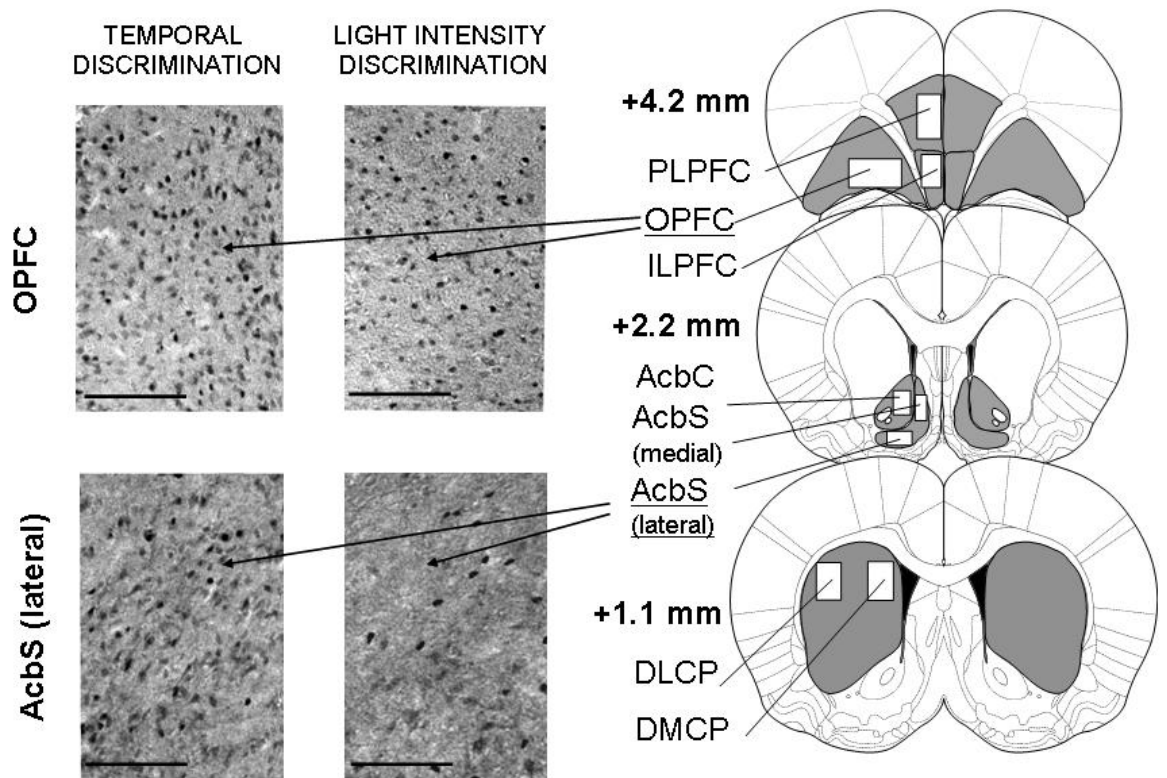 TEMPORAL
DISCRIMINATION
LIGHT INTENSITY
DISCRIMINATION
OPFC
AcbS (lateral)
+4.2 mm
PLPFC
OPFC
ILPFC
+2.2 mm
AcbC
AcbS
(medial)
AcbS
(lateral)
+1.1 mm
DLCP
DMCP